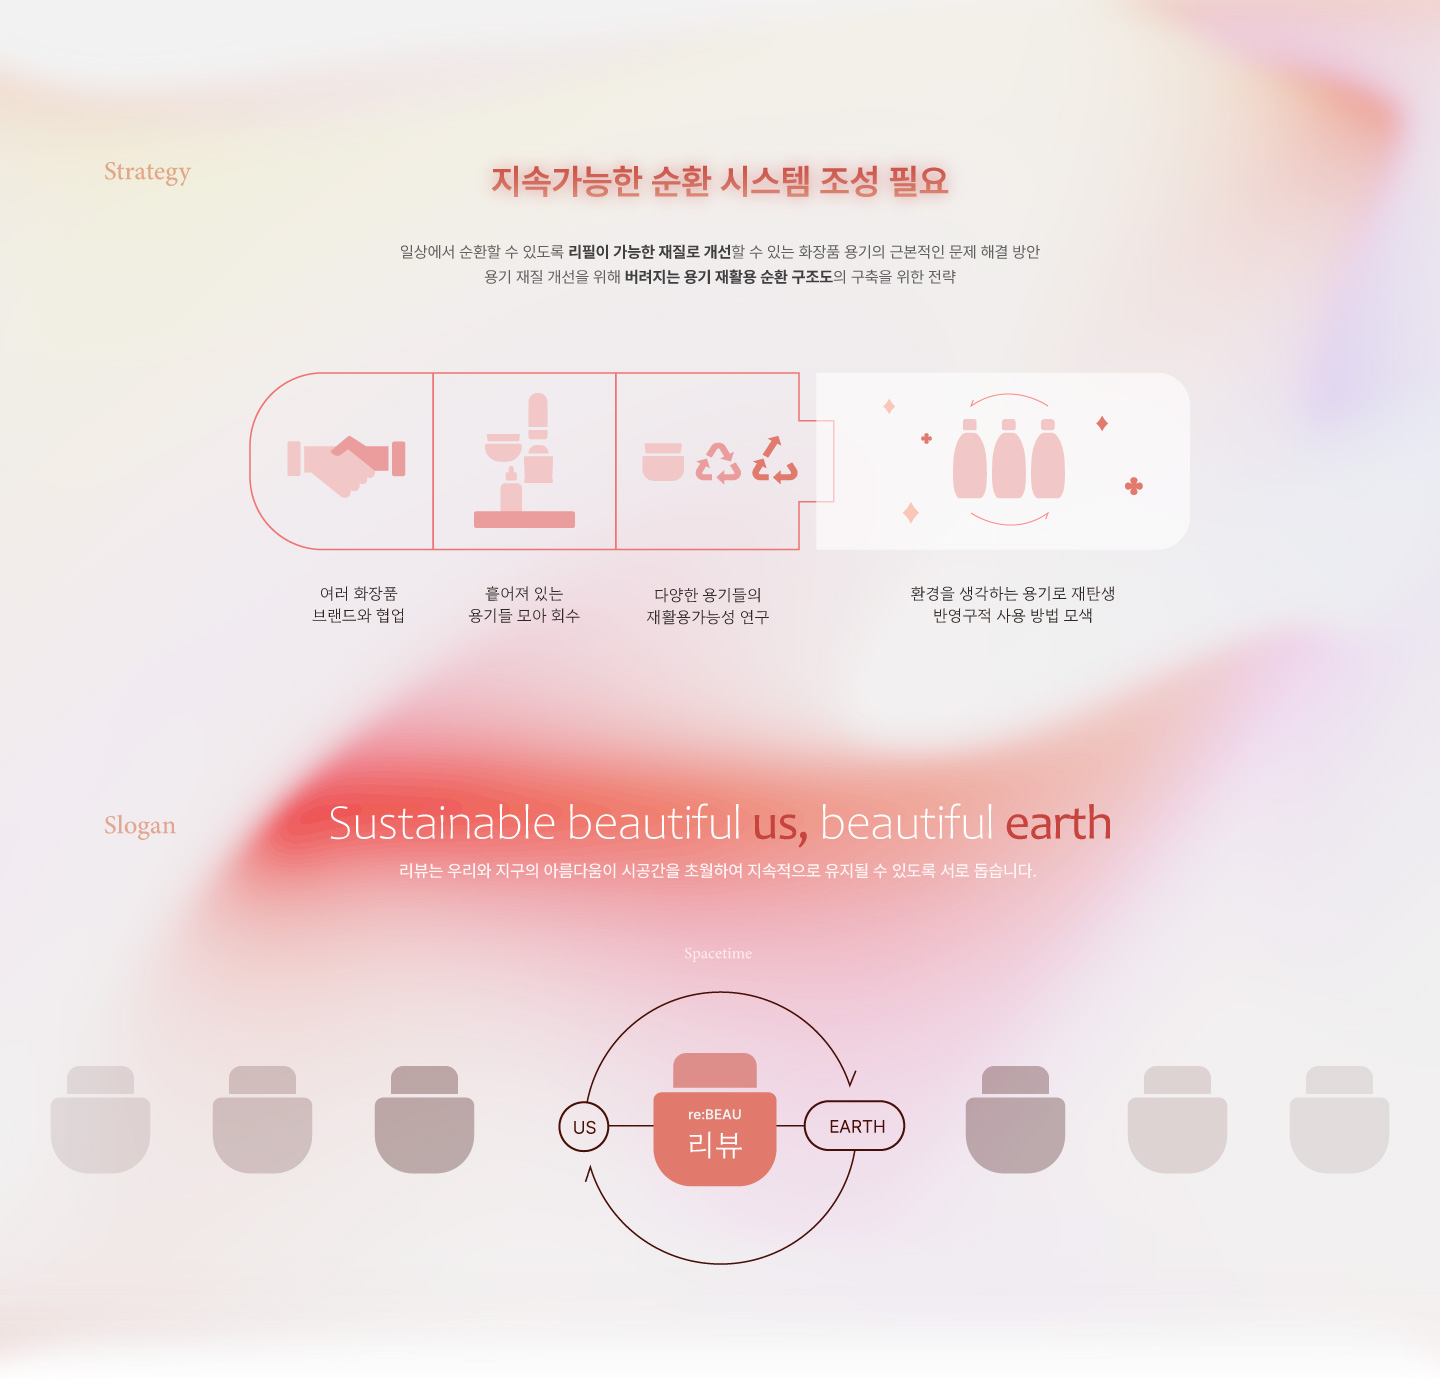 Strategy
지속가능한 순환 시스템 조성 필요
일상에서 순환할 수 있도록 리필이 가능한 재질로 개선할 수 있는 화장품 용기의 근본적인 문제 해결 방안
용기 재질 개선을 위해 버려지는 용기 재활용 순환 구조도의 구축을 위한 전략
여러 화장품
브랜드와 협업
흩어져 있는
용기들 모아 회수
다양한 용기들의
재활용가능성 연구
환경을 생각하는 용기로 재탄생
반영구적 사용 방법 모색
Slogan
Sustainable beautiful us, beautiful earth
리뷰는 우리와 지구의 아름다움이 시공간을 초월하여 지속적으로 유지될 수 있도록 서로 돕습니다.
Spacetime
US
re:BEAU
리뷰
EARTH